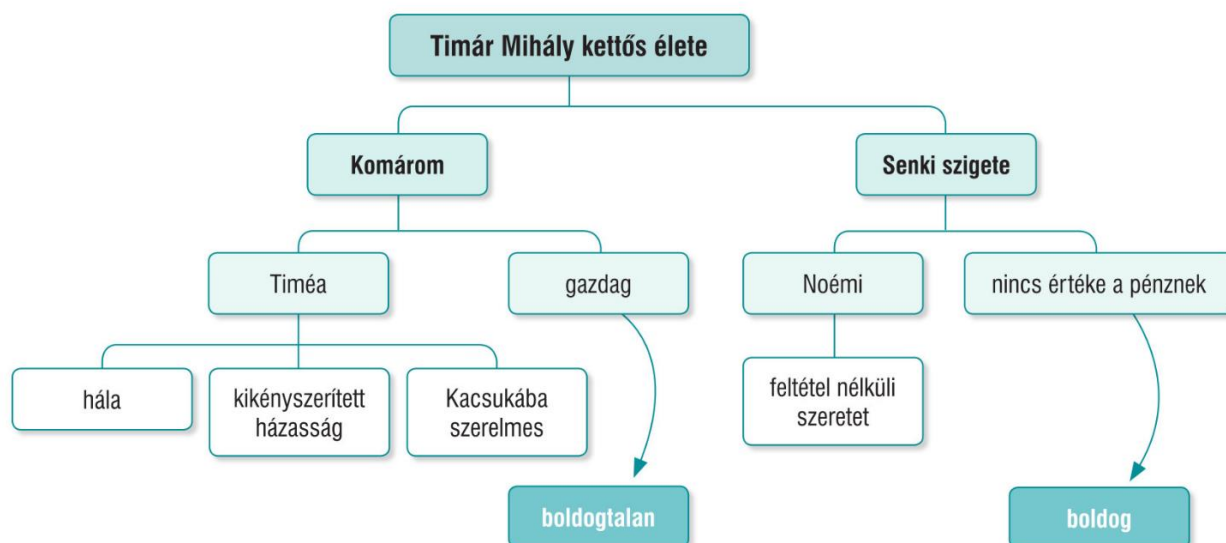 Timár Mihály kettős élete
Komárom
Senki szigete
Timéa
gazdag
Noémi
nincs értéke a pénznek
hála
kikényszerített
házasság
Kacsukába
szerelmes
feltétel nélküli
szeretet
boldogtalan
boldog